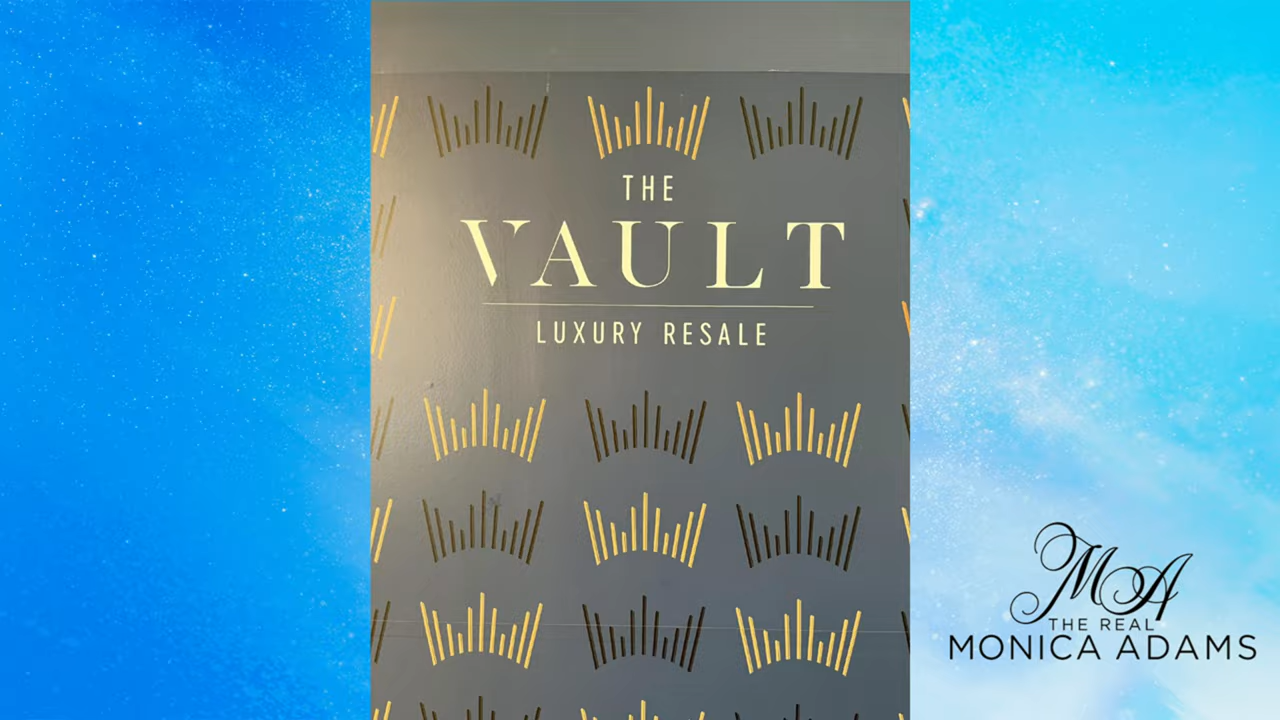 THE
VAULT
LUXURY RESALE
MA
THE REAL
MONICA ADAMS